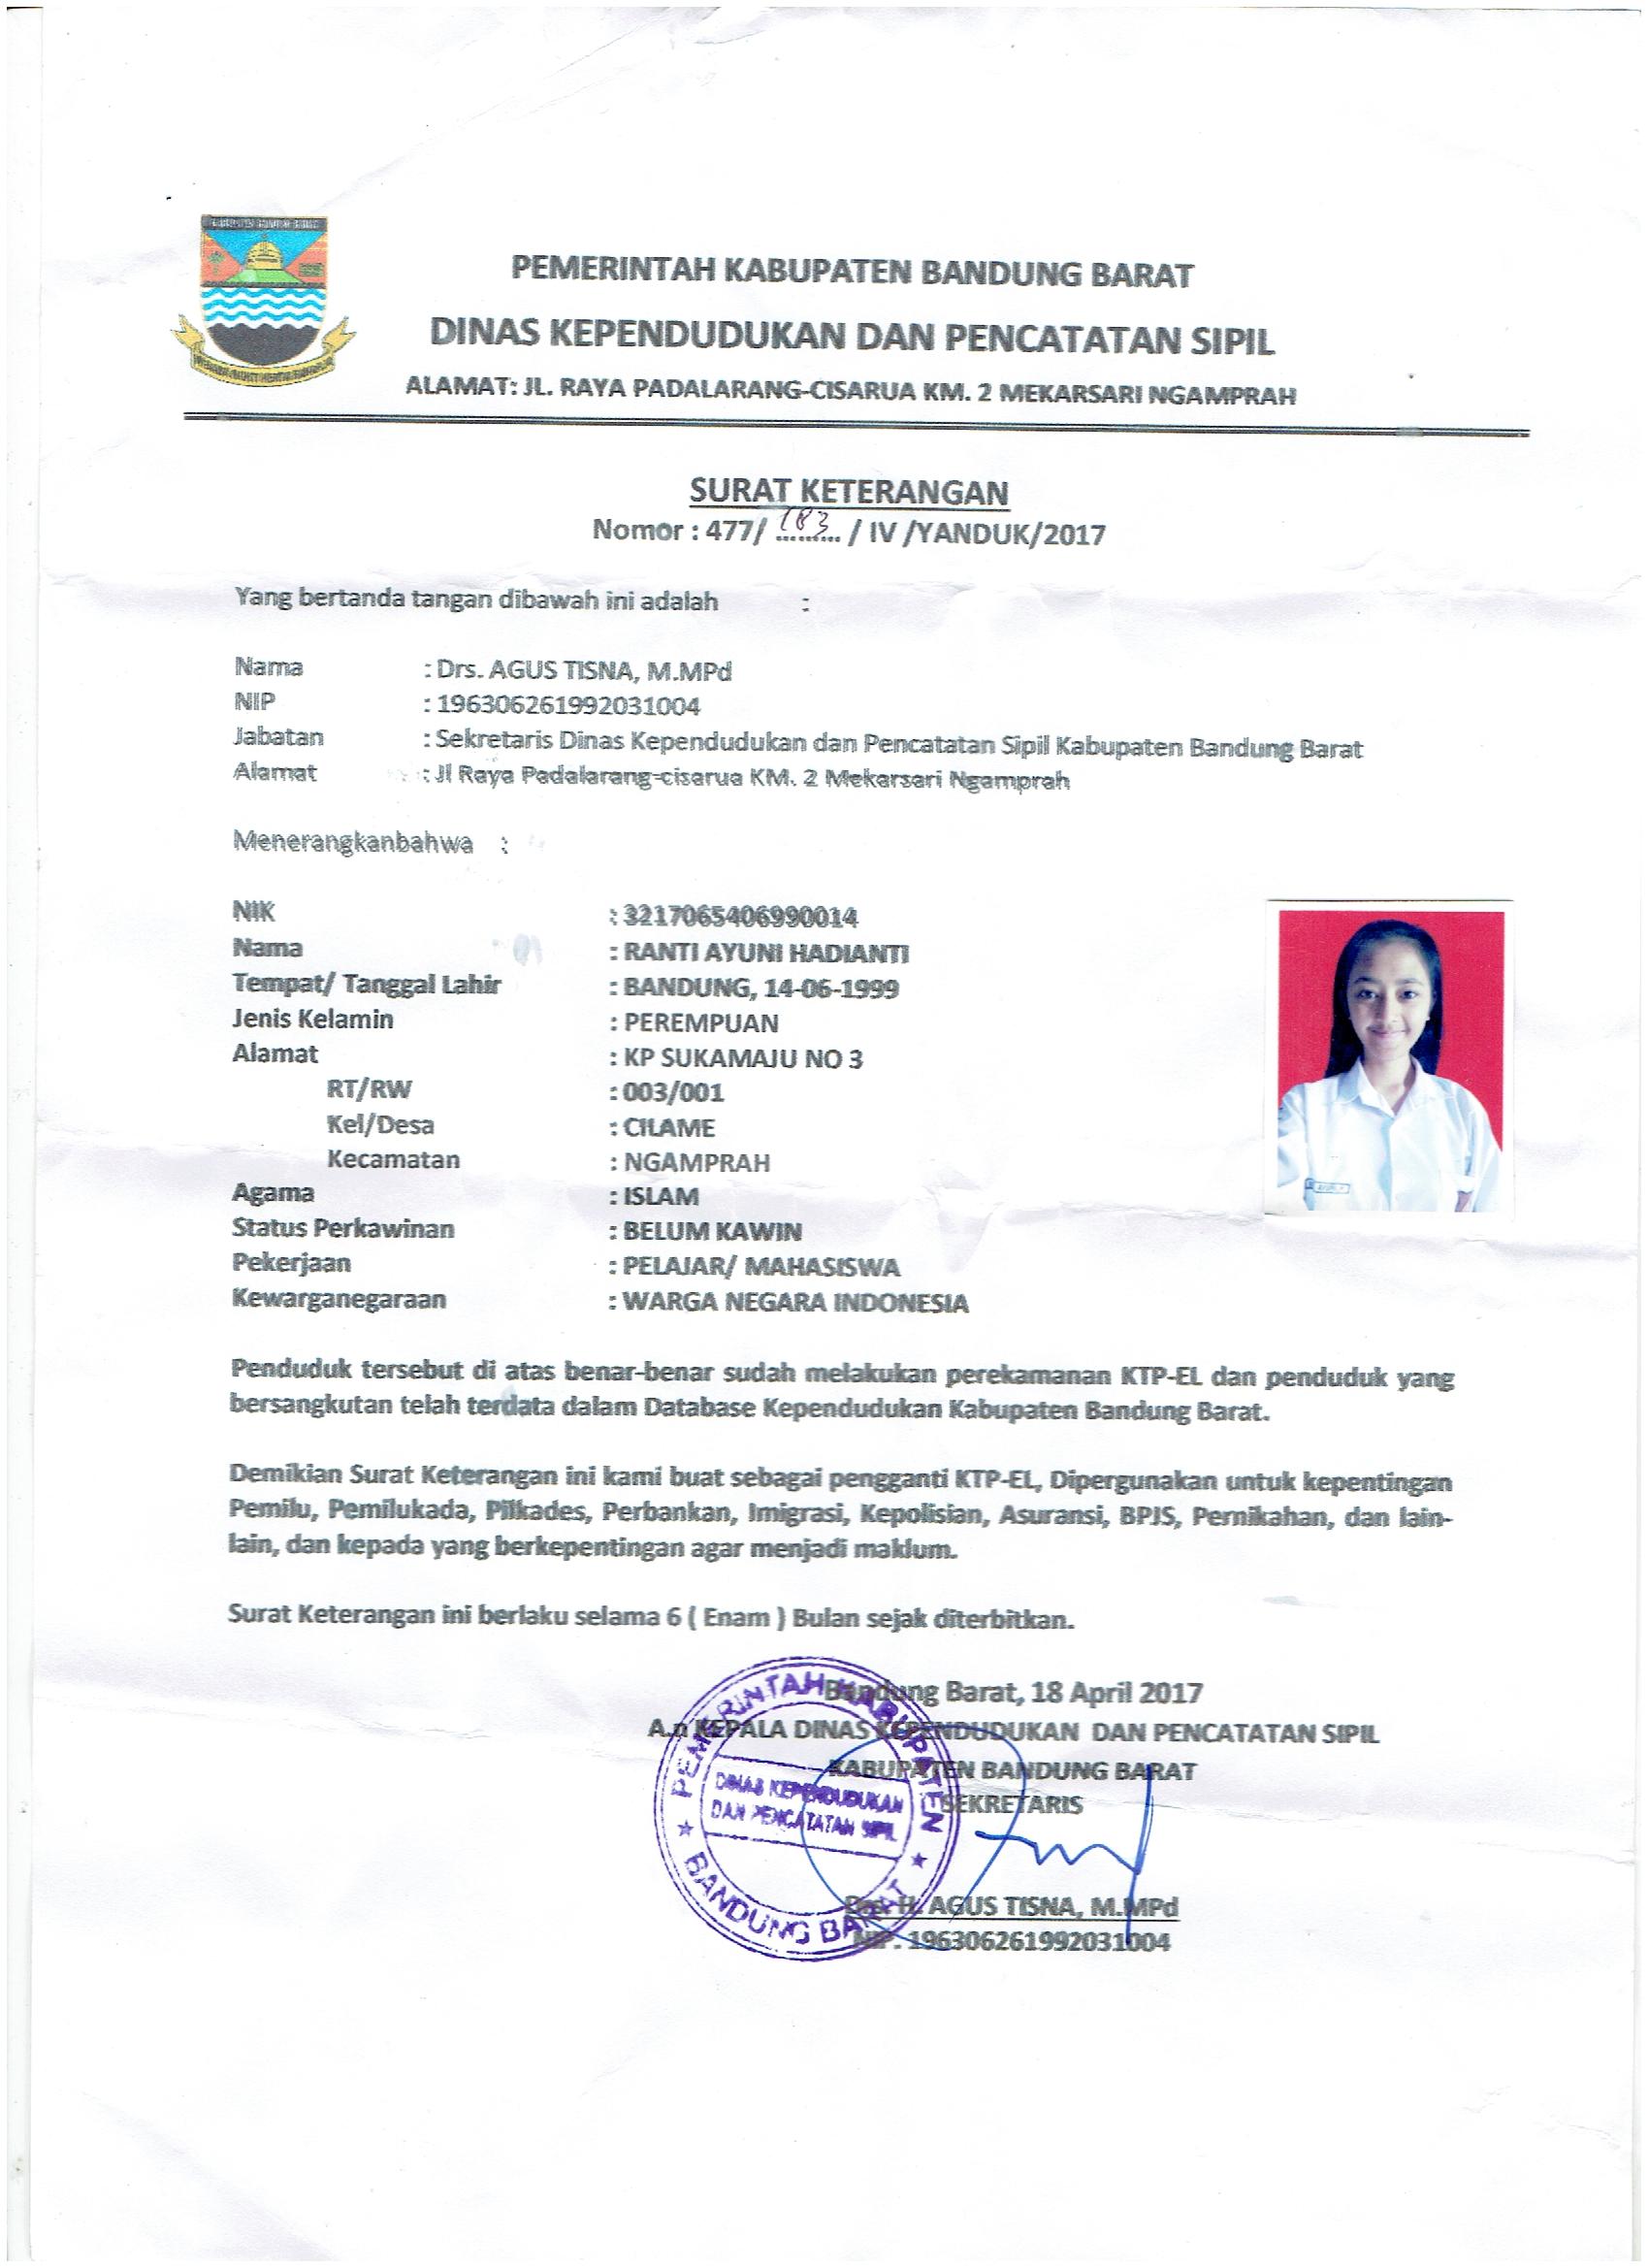 PEMERINTAH KABUPATEN BANDUNG BARAT
DINAS KEPENDUDUKAN DAN PENCATATAN SIPIL
ALAMAT: JL. RAYA PADALARANG-CISARUA KM. 2 MEKARSARI NGAMPRAH
SURAT KETERANGAN
Nomor : 477/ 183 / IV /YANDUK/2017
Yang bertanda tangan dibawah ini adalah :
Nama : Drs. AGUS TISNA, M.MPd
NIP : 196306261992031004
Jabatan : Sekretaris Dinas Kependudukan dan Pencatatan Sipil Kabupaten Bandung Barat
Alamat : Jl Raya Padalarang-cisarua KM. 2 Mekarsari Ngamprah
Menerangkanbahwa :
NIK : 3217065406990014
Nama : RANTI AYUNI HADIANTI
Tempat/ Tanggal Lahir : BANDUNG, 14-06-1999
Jenis Kelamin : PEREMPUAN
Alamat : KP SUKAMAJU NO 3
RT/RW : 003/001
Kel/Desa : CILAME
Kecamatan : NGAMPRAH
Agama : ISLAM
Status Perkawinan : BELUM KAWIN
Pekerjaan : PELAJAR/ MAHASISWA
Kewarganegaraan : WARGA NEGARA INDONESIA
Penduduk tersebut di atas benar-benar sudah melakukan perekamanan KTP-EL dan penduduk yang
bersangkutan telah terdata dalam Database Kependudukan Kabupaten Bandung Barat.
Demikian Surat Keterangan ini kami buat sebagai pengganti KTP-EL, Dipergunakan untuk kepentingan
Pemilu, Pemilukada, Pilkades, Perbankan, Imigrasi, Kepolisian, Asuransi, BPJS, Pernikahan, dan lain-
lain, dan kepada yang berkepentingan agar menjadi maklum.
Surat Keterangan ini berlaku selama 6 ( Enam ) Bulan sejak diterbitkan.
Bandung Barat, 18 April 2017
A.n KEPALA DINAS KEPENDUDUKAN DAN PENCATATAN SIPIL
KABUPATEN BANDUNG BARAT
SEKRETARIS
PEMERINTAH KABUPATEN
DINAS KEPENDUDUKAN
DAN PENCATATAN SIPIL
BANDUNG BARAT
Drs. H. AGUS TISNA, M.MPd
NIP. 196306261992031004